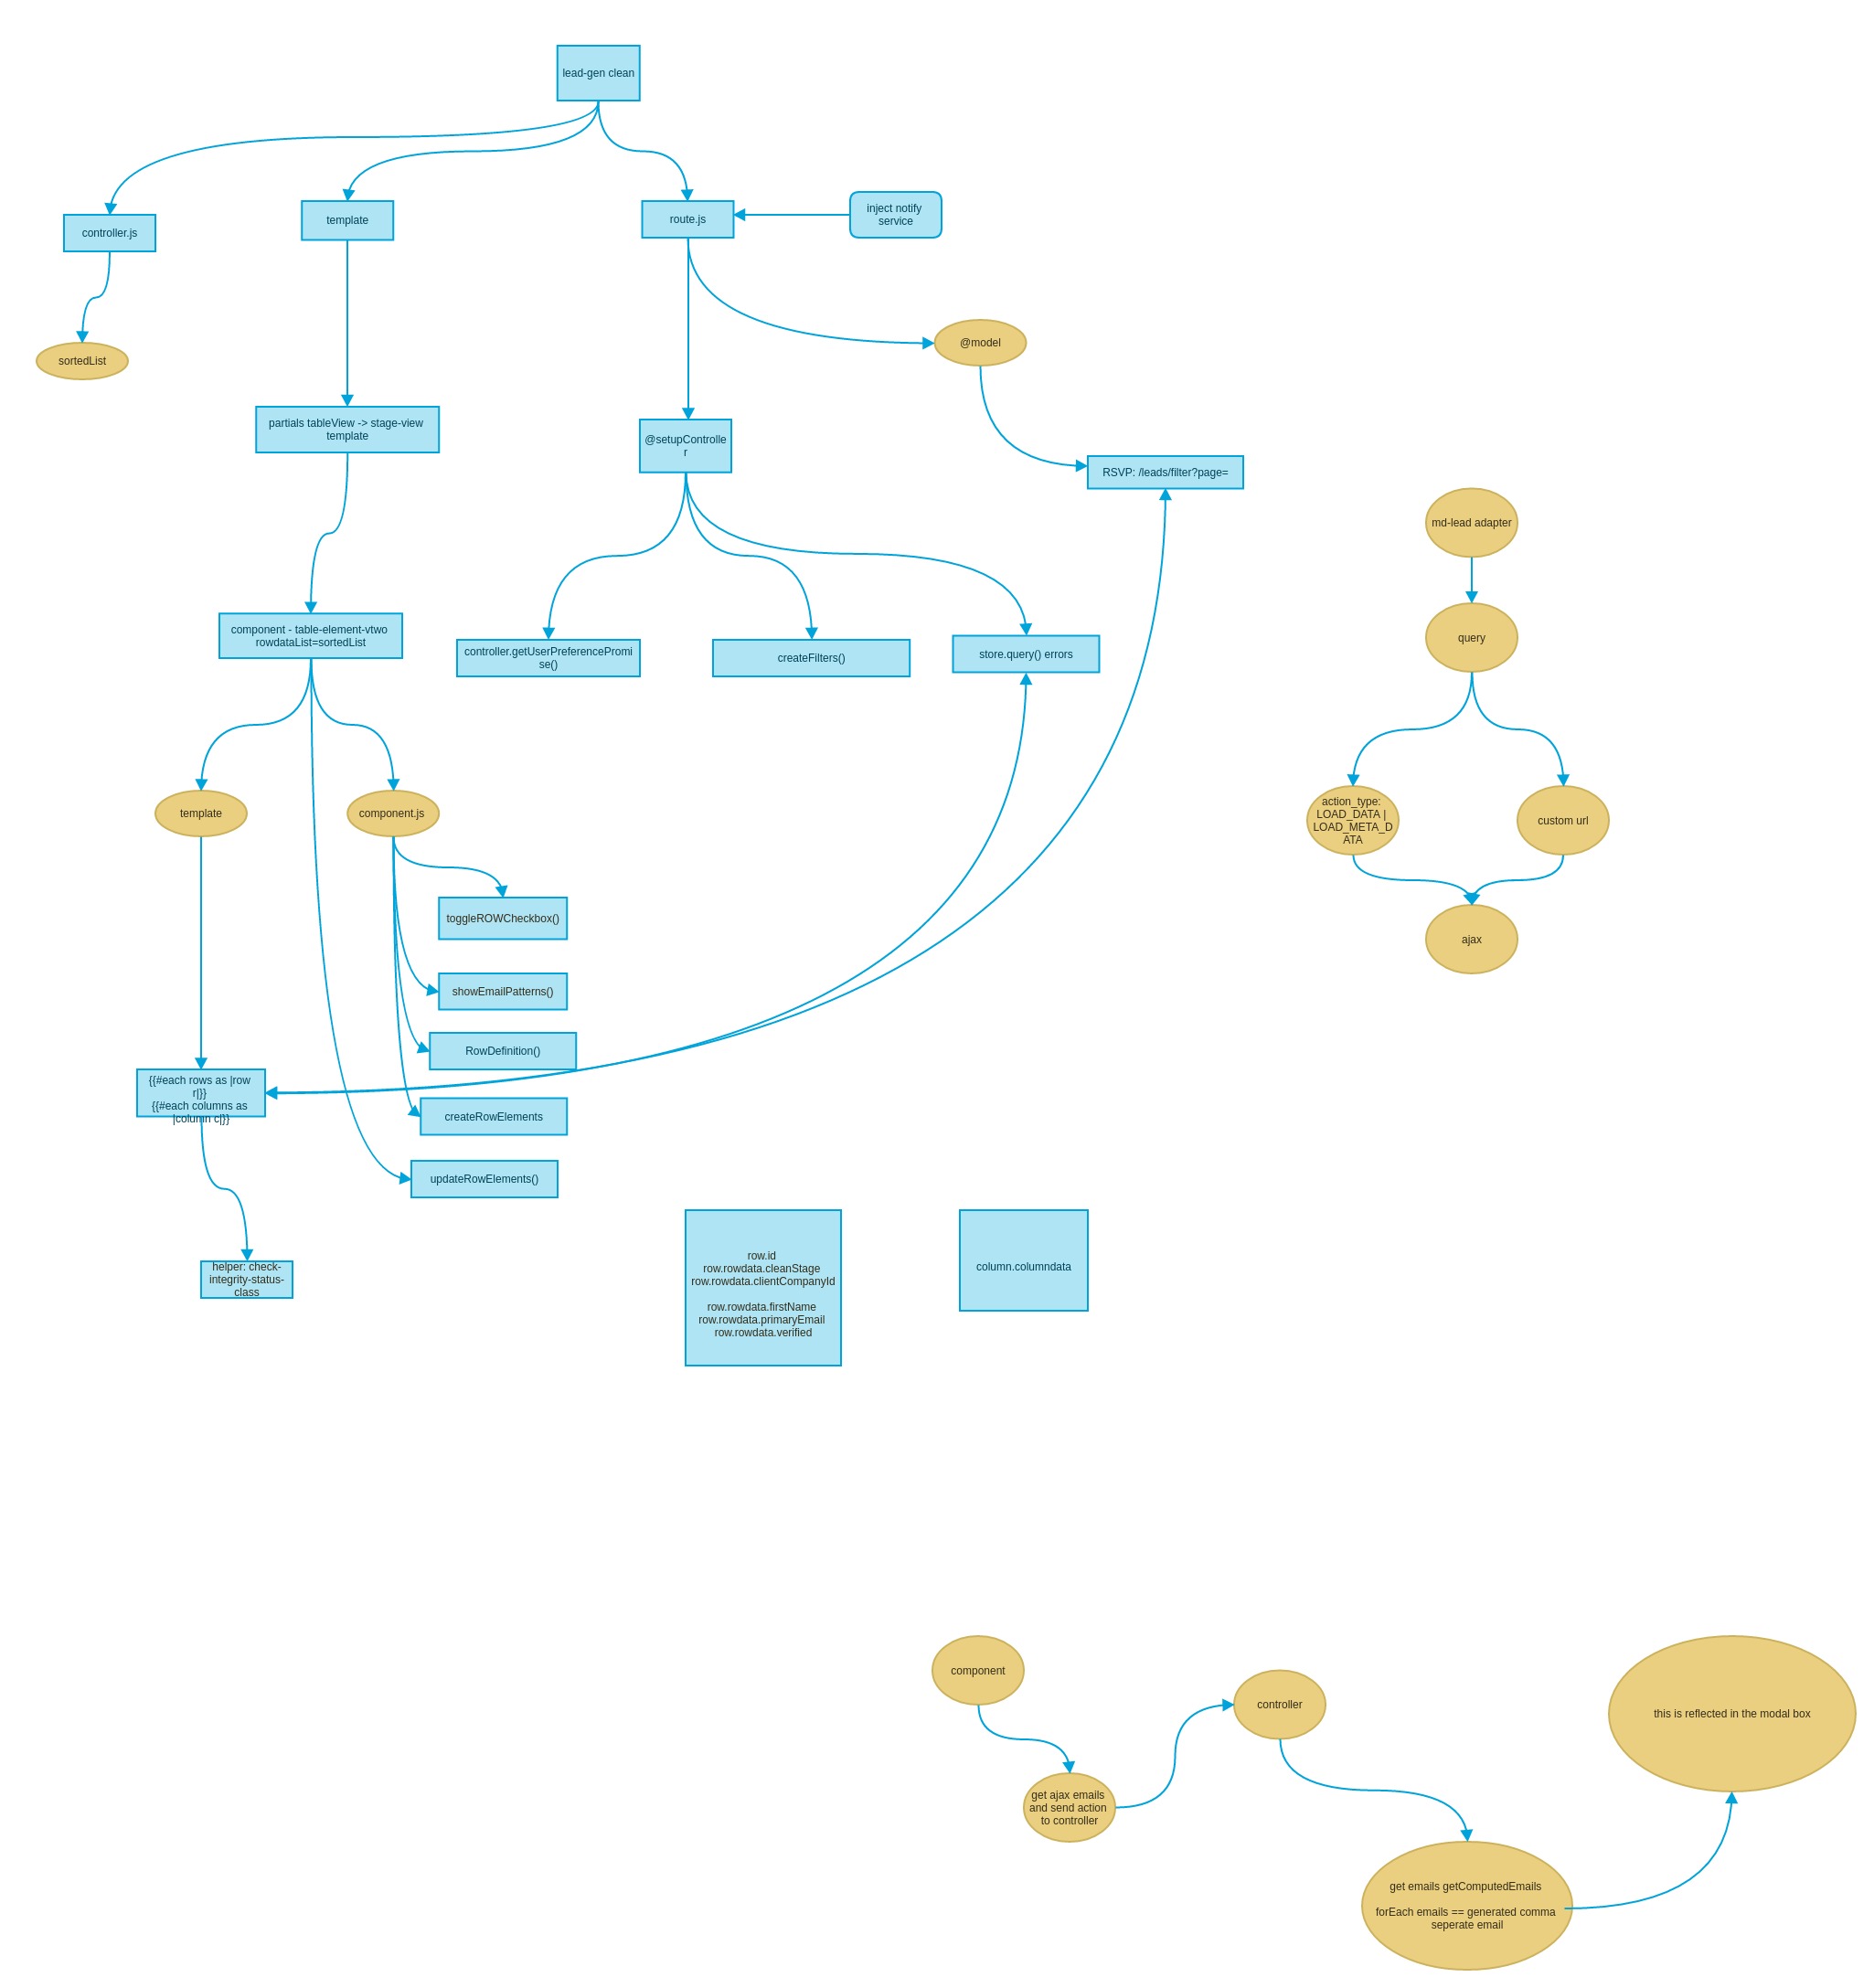 lead-gen clean
controller.js
template
route.js
inject notify
service
sortedList
@model
partials tableView -> stage-view
template
@setupControlle
r
RSVP: /leads/filter?page=
md-lead adapter
component - table-element-vtwo
rowdataList=sortedList
controller.getUserPreferencePromi
se()
createFilters()
store.query() errors
query
template
component.js
action_type:
LOAD_DATA |
LOAD_META_D
ATA
custom url
toggleROWCheckbox()
ajax
showEmailPatterns()
RowDefinition()
{{#each rows as |row
r|}}
{{#each columns as
|column c|}}
createRowElements
updateRowElements()
helper: check-
integrity-status-
class
row.id
row.rowdata.cleanStage
row.rowdata.clientCompanyId
row.rowdata.firstName
row.rowdata.primaryEmail
row.rowdata.verified
column.columndata
component
controller
this is reflected in the modal box
get ajax emails
and send action
to controller
get emails getComputedEmails
forEach emails == generated comma
seperate email